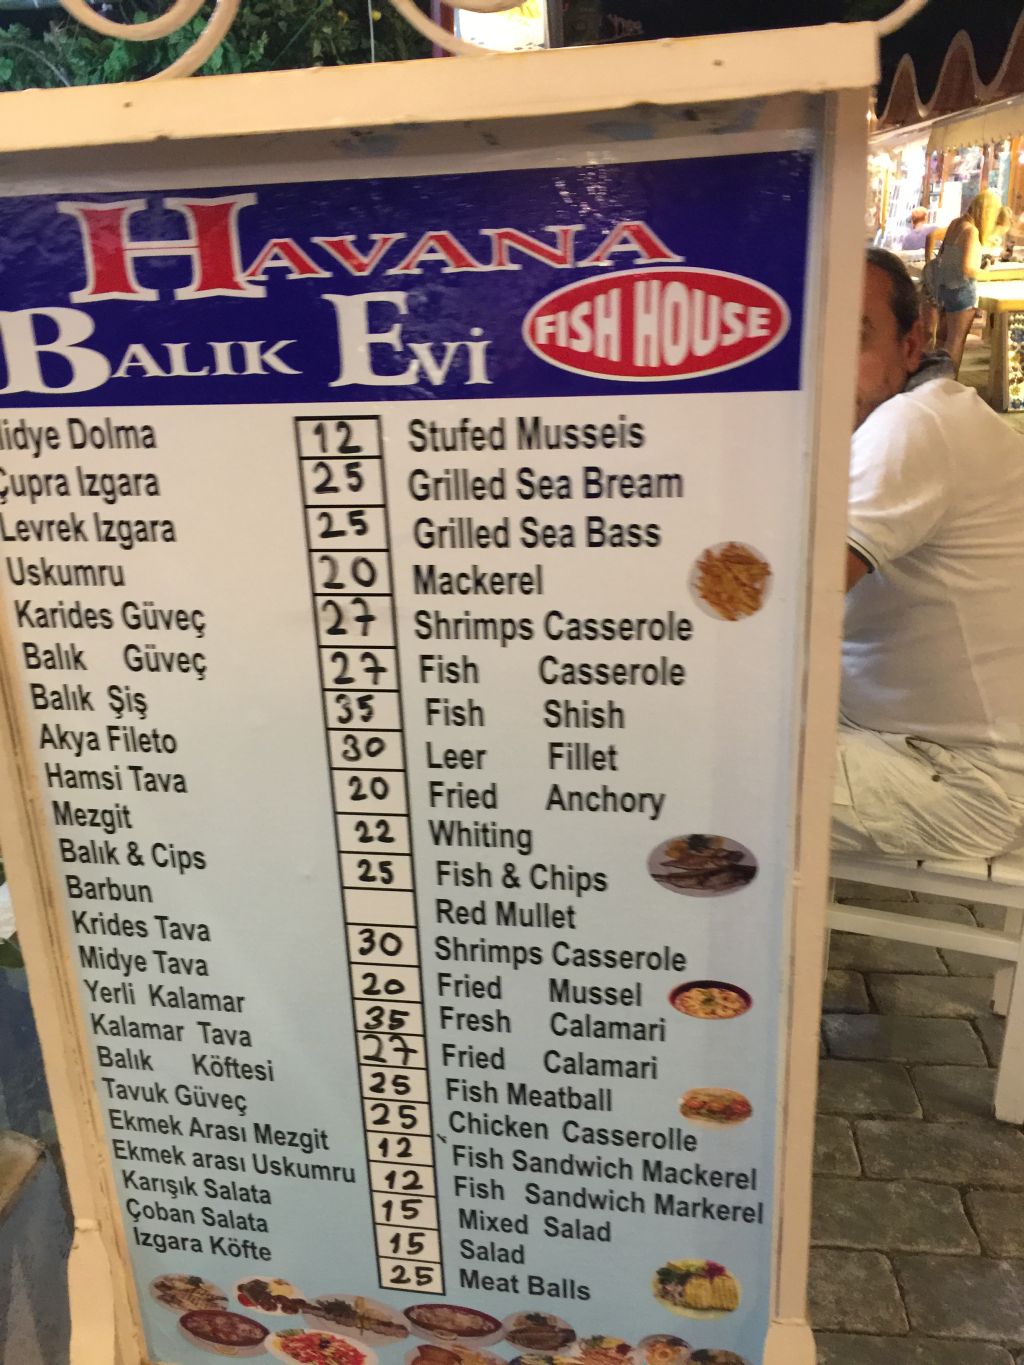 HAVANA
BALIK EVİ FISH HOUSE
idye Dolma 12 Stufed Musseis
Çupra Izgara 25 Grilled Sea Bream
Levrek Izgara 25 Grilled Sea Bass
Uskumru 20 Mackerel
Karides Güveç 27 Shrimps Casserole
Balık Güveç 27 Fish Casserole
Balık Şiş 35 Fish Shish
Akya Fileto 30 Leer Fillet
Hamsi Tava 20 Fried Anchory
Mezgit 22 Whiting
Balık & Cips 25 Fish & Chips
Barbun Red Mullet
Krides Tava 30 Shrimps Casserole
Midye Tava 20 Fried Mussel
Yerli Kalamar 35 Fresh Calamari
Kalamar Tava 27 Fried Calamari
Balık Köftesi 25 Fish Meatball
Tavuk Güveç 25 Chicken Casserolle
Ekmek Arası Mezgit 12 Fish Sandwich Mackerel
Ekmek arası Uskumru 12 Fish Sandwich Markerel
Karışık Salata 15 Mixed Salad
Çoban Salata 15 Salad
Izgara Köfte 25 Meat Balls